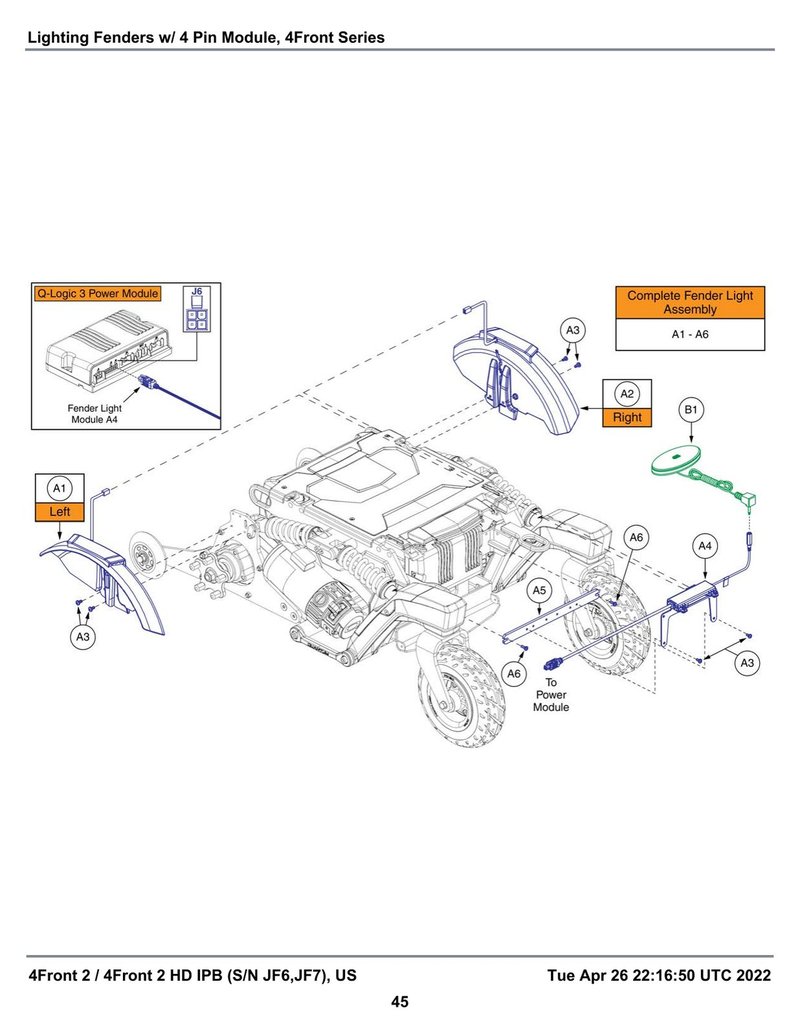 Lighting Fenders w/ 4 Pin Module, 4Front Series
Q-Logic 3 Power Module
J6
Fender Light
Module A4
Complete Fender Light
Assembly
A1 - A6
A3
A2
Right
B1
A1
Left
A3
A6
A4
A5
A6
To
Power
Module
A3
QUANTUM
4Front 2 / 4Front 2 HD IPB (S/N JF6,JF7), US
Tue Apr 26 22:16:50 UTC 2022
45